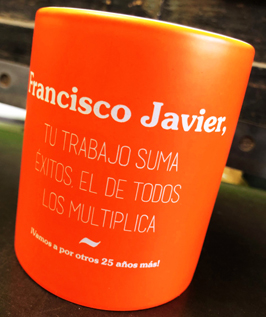 Francisco Javier,
TU TRABAJO SUMA
ÉXITOS, EL DE TODOS
LOS MULTIPLICA
~
¡Vamos a por otros 25 años más!